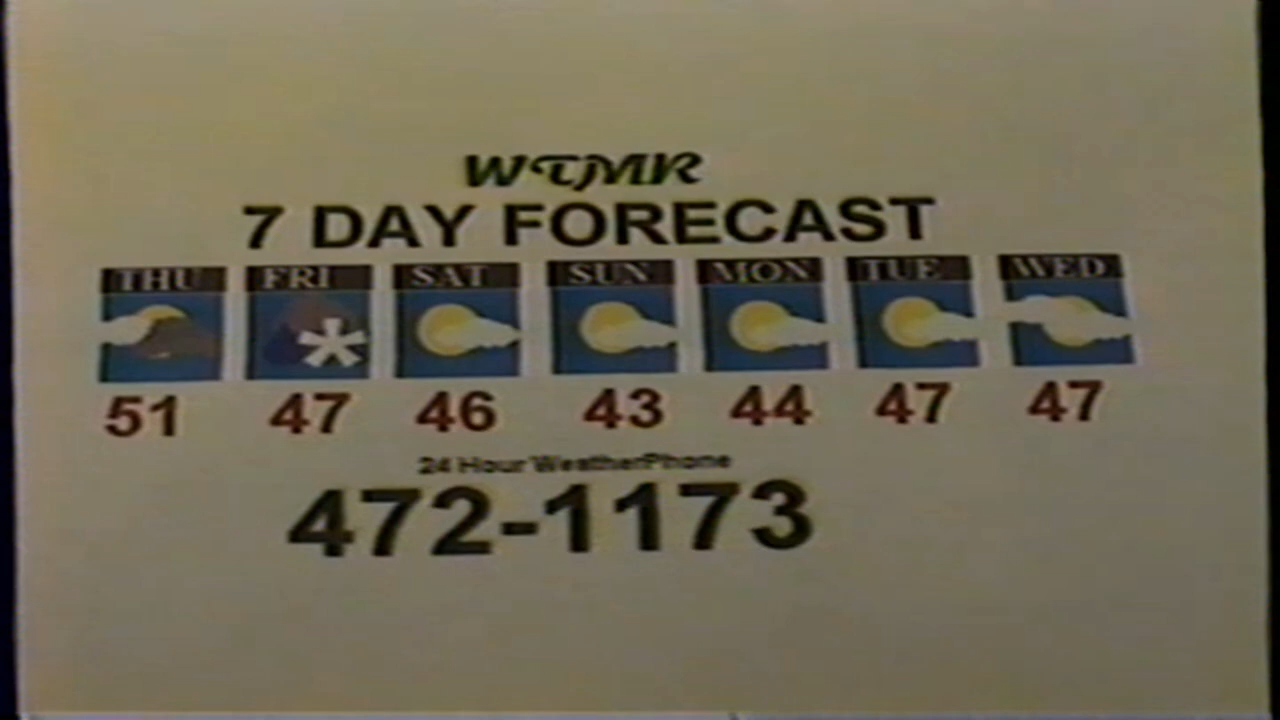 WTMR
7 DAY FORECAST
THU FRI SAT SUN MON TUE WED
51 47 46 43 44 47 47
24 Hour WeatherPhone
472-1173